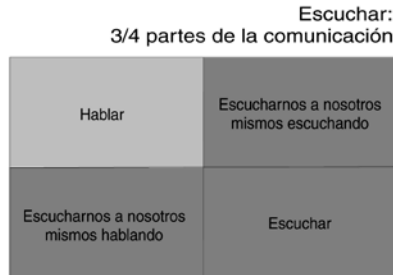 Escuchar:
3/4 partes de la comunicación
Hablar
Escucharnos a nosotros
mismos escuchando
Escucharnos a nosotros
mismos hablando
Escuchar